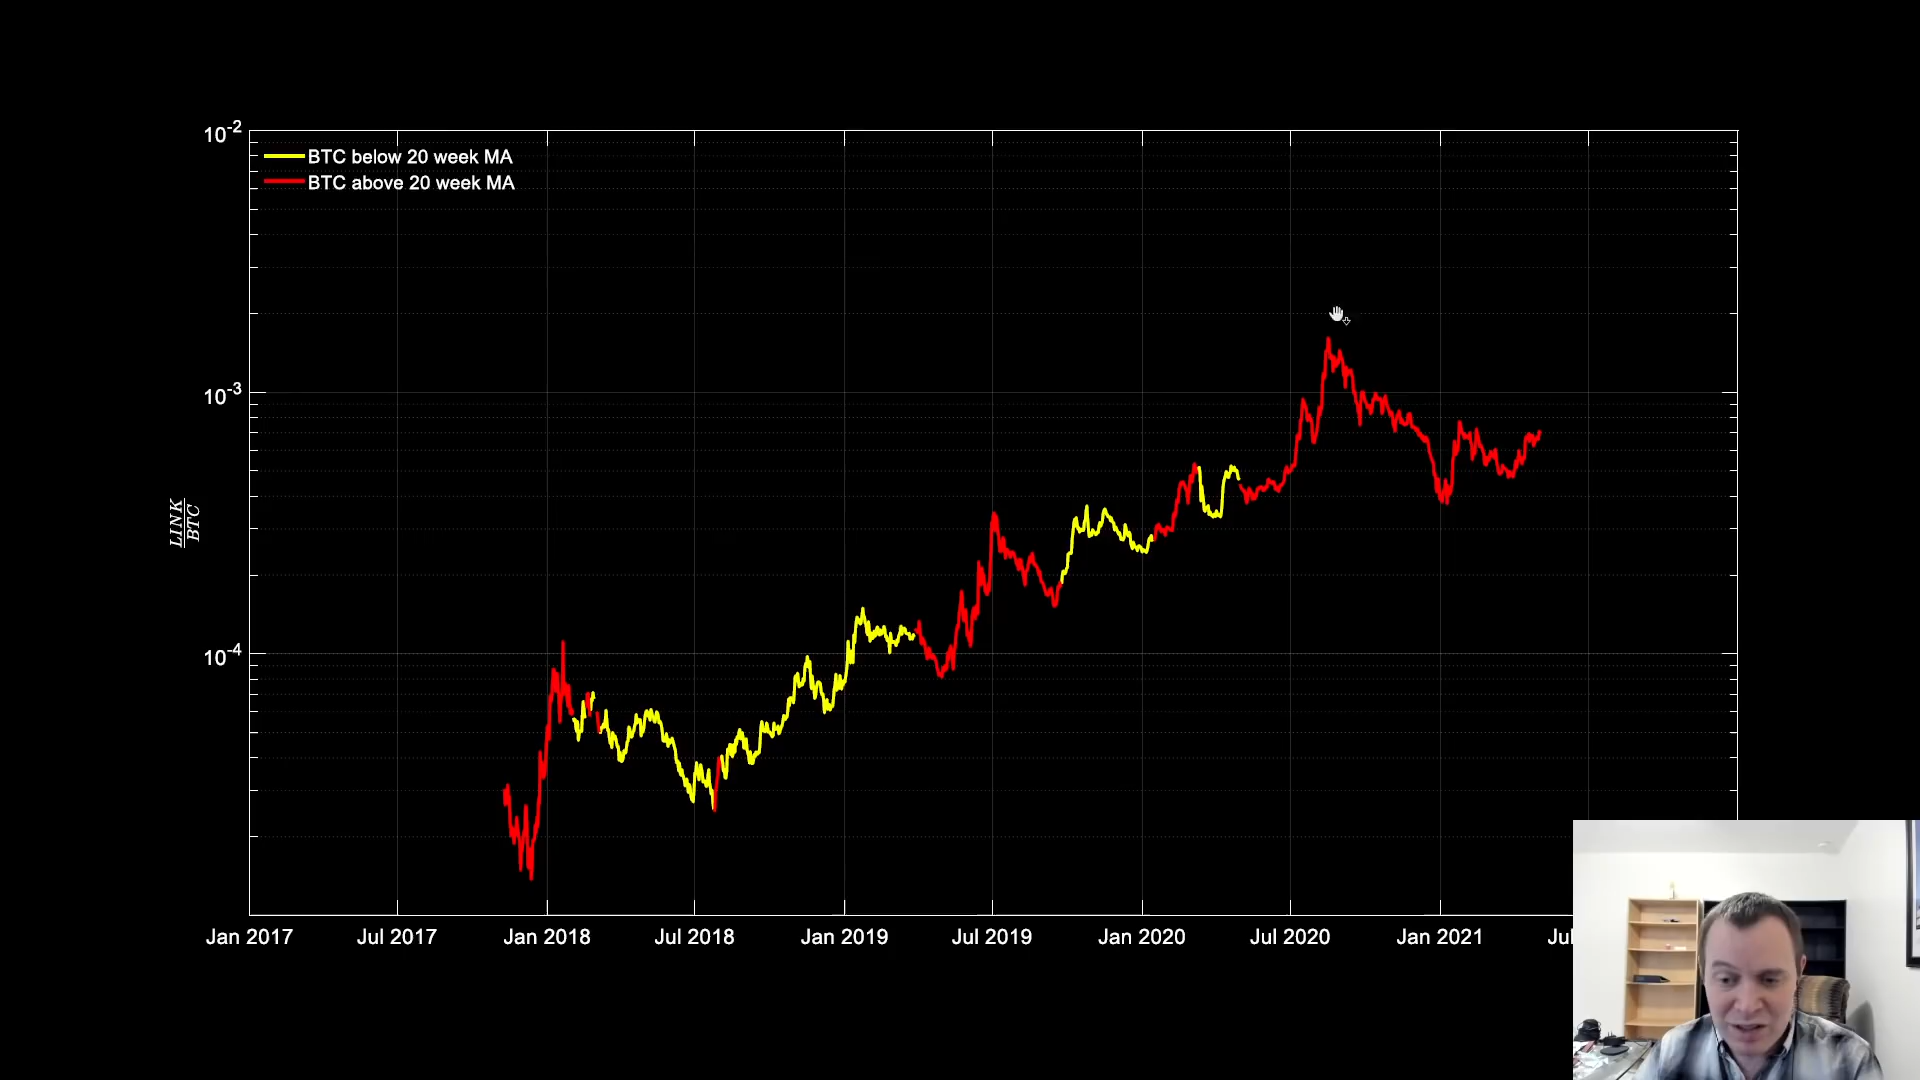 10-2
BTC below 20 week MA
BTC above 20 week MA
10-3
LINK
BTC
10-4
Jan 2017 Jul 2017 Jan 2018 Jul 2018 Jan 2019 Jul 2019 Jan 2020 Jul 2020 Jan 2021